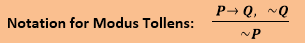 Notation for Modus Tollens:
P→ Q, ~Q
~P